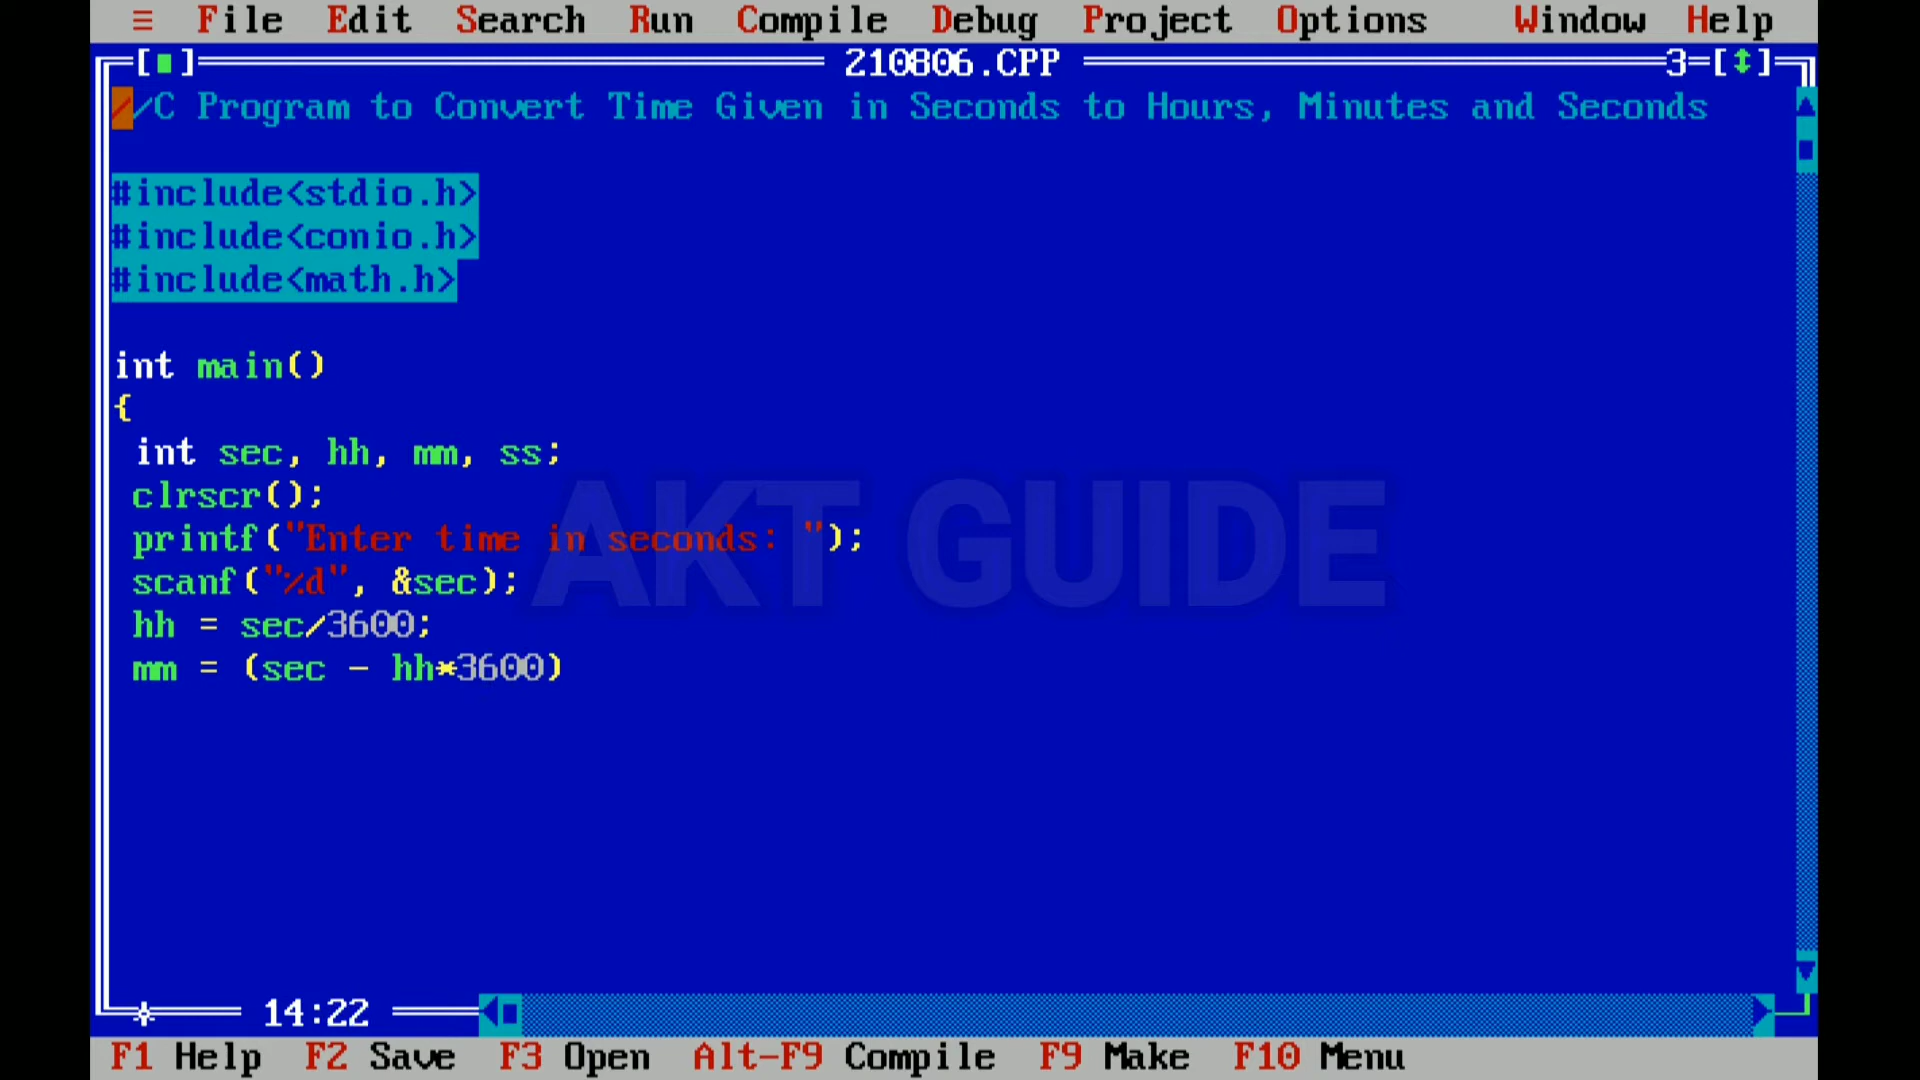 ≡ File Edit Search Run Compile Debug Project Options Window Help
[■] 210806.CPP 3=[↕]
//C Program to Convert Time Given in Seconds to Hours, Minutes and Seconds
#include<stdio.h>
#include<conio.h>
#include<math.h>
int main()
{
int sec, hh, mm, ss;
clrscr();
printf("Enter time in seconds: ");
scanf("%d", &sec);
hh = sec/3600;
mm = (sec - hh*3600)
AKT GUIDE
14:22
F1 Help F2 Save F3 Open Alt-F9 Compile F9 Make F10 Menu